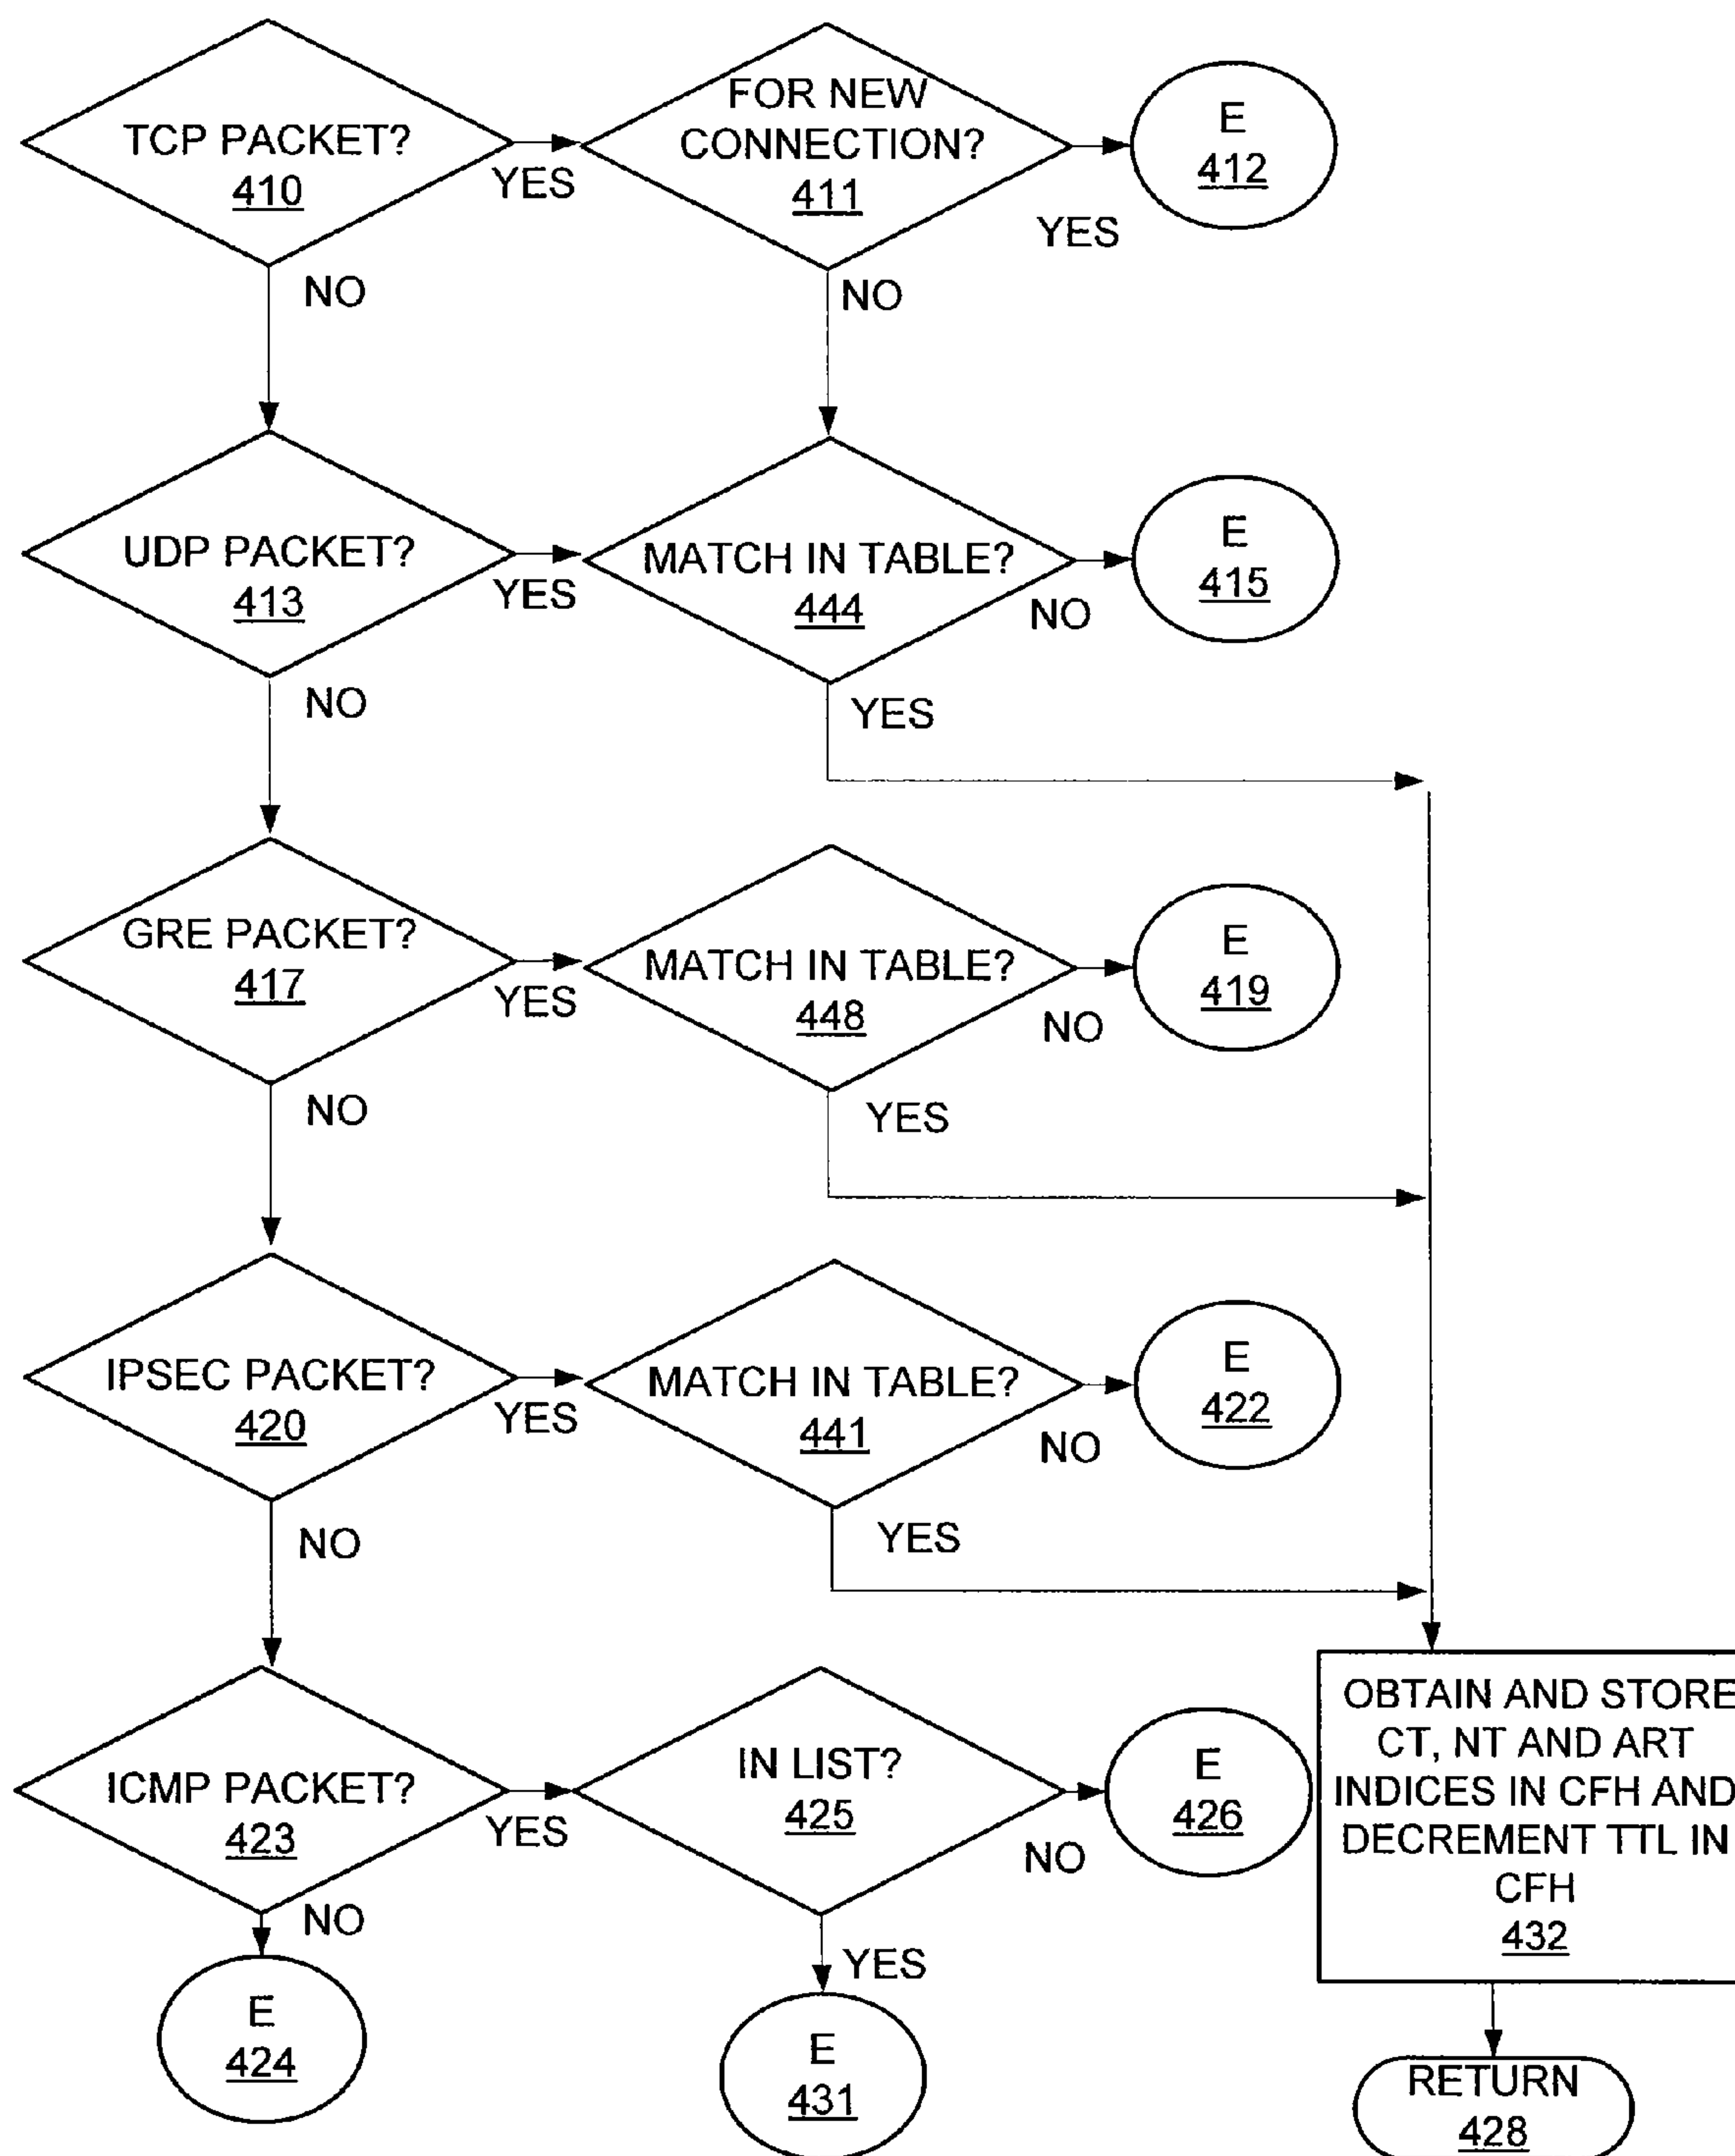 TCP PACKET?
410
YES
NO
FOR NEW
CONNECTION?
411
YES
NO
E
412
UDP PACKET?
413
YES
NO
MATCH IN TABLE?
444
NO
YES
E
415
GRE PACKET?
417
YES
NO
MATCH IN TABLE?
448
NO
YES
E
419
IPSEC PACKET?
420
YES
NO
MATCH IN TABLE?
441
NO
YES
E
422
ICMP PACKET?
423
YES
NO
IN LIST?
425
NO
YES
E
426
E
424
E
431
OBTAIN AND STORE
CT, NT AND ART
INDICES IN CFH AND
DECREMENT TTL IN
CFH
432
RETURN
428